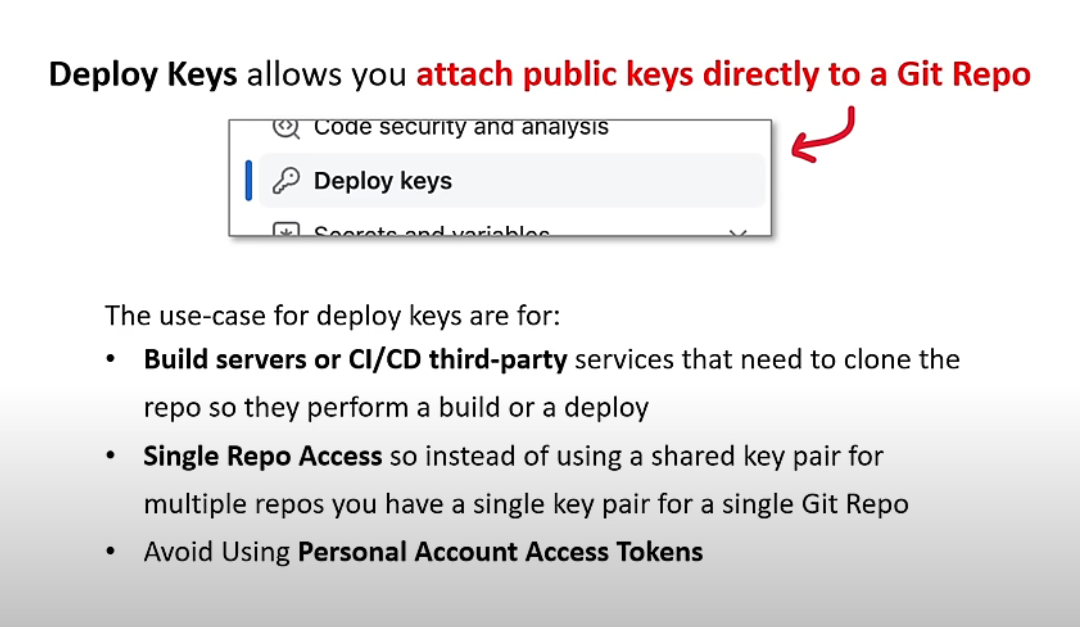 Deploy Keys allows you attach public keys directly to a Git Repo
Code security and analysis
Deploy keys
Secrets and variables
The use-case for deploy keys are for:
• Build servers or CI/CD third-party services that need to clone the
repo so they perform a build or a deploy
• Single Repo Access so instead of using a shared key pair for
multiple repos you have a single key pair for a single Git Repo
• Avoid Using Personal Account Access Tokens